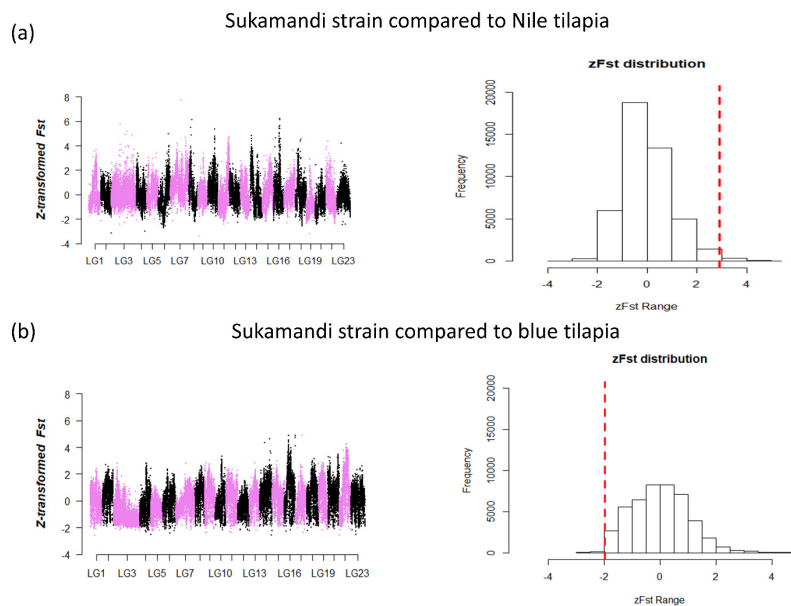 (a)
Sukamandi strain compared to Nile tilapia
Z-transformed Fst
8
6
4
2
0
-2
-4
LG1 LG3 LG5 LG7 LG10 LG13 LG16 LG19 LG23
zFst distribution
Frequency
20000
15000
10000
5000
0
-4 -2 0 2 4
zFst Range
(b)
Sukamandi strain compared to blue tilapia
Z-transformed Fst
8
6
4
2
0
-2
-4
LG1 LG3 LG5 LG7 LG10 LG13 LG16 LG19 LG23
zFst distribution
Frequency
20000
15000
10000
5000
0
-4 -2 0 2 4
zFst Range